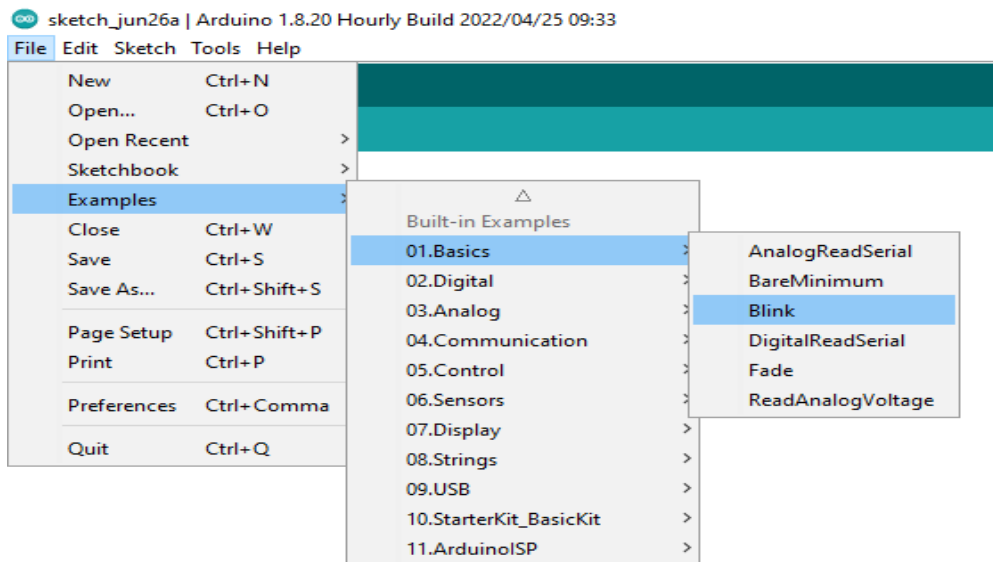 sketch_jun26a | Arduino 1.8.20 Hourly Build 2022/04/25 09:33
File Edit Sketch Tools Help
New Ctrl+N
Open... Ctrl+O
Open Recent
Sketchbook
Examples
Close Ctrl+W
Save Ctrl+S
Save As... Ctrl+Shift+S
Page Setup Ctrl+Shift+P
Print Ctrl+P
Preferences Ctrl+Comma
Quit Ctrl+Q
Built-in Examples
01.Basics
02.Digital
03.Analog
04.Communication
05.Control
06.Sensors
07.Display
08.Strings
09.USB
10.StarterKit_BasicKit
11.ArduinoISP
AnalogReadSerial
BareMinimum
Blink
DigitalReadSerial
Fade
ReadAnalogVoltage